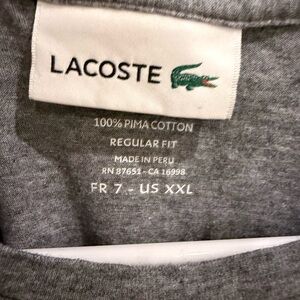 LACOSTE
100% PIMA COTTON
REGULAR FIT
MADE IN PERU
RN 87651 - CA 16998
FR 7 - US XXL